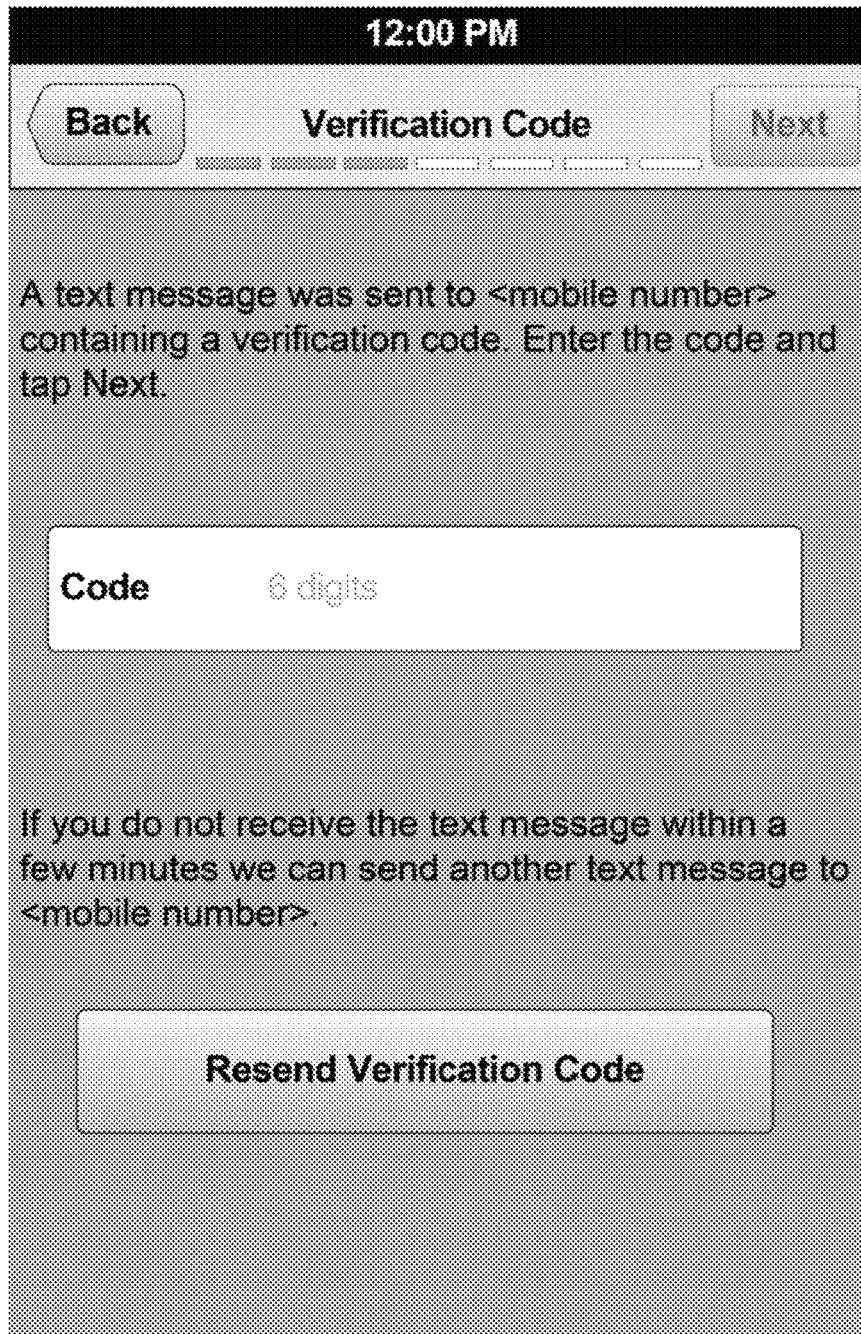 12:00 PM
Back Verification Code Next
A text message was sent to <mobile number>
containing a verification code. Enter the code and
tap Next.
Code 6 digits
If you do not receive the text message within a
few minutes we can send another text message to
<mobile number>.
Resend Verification Code